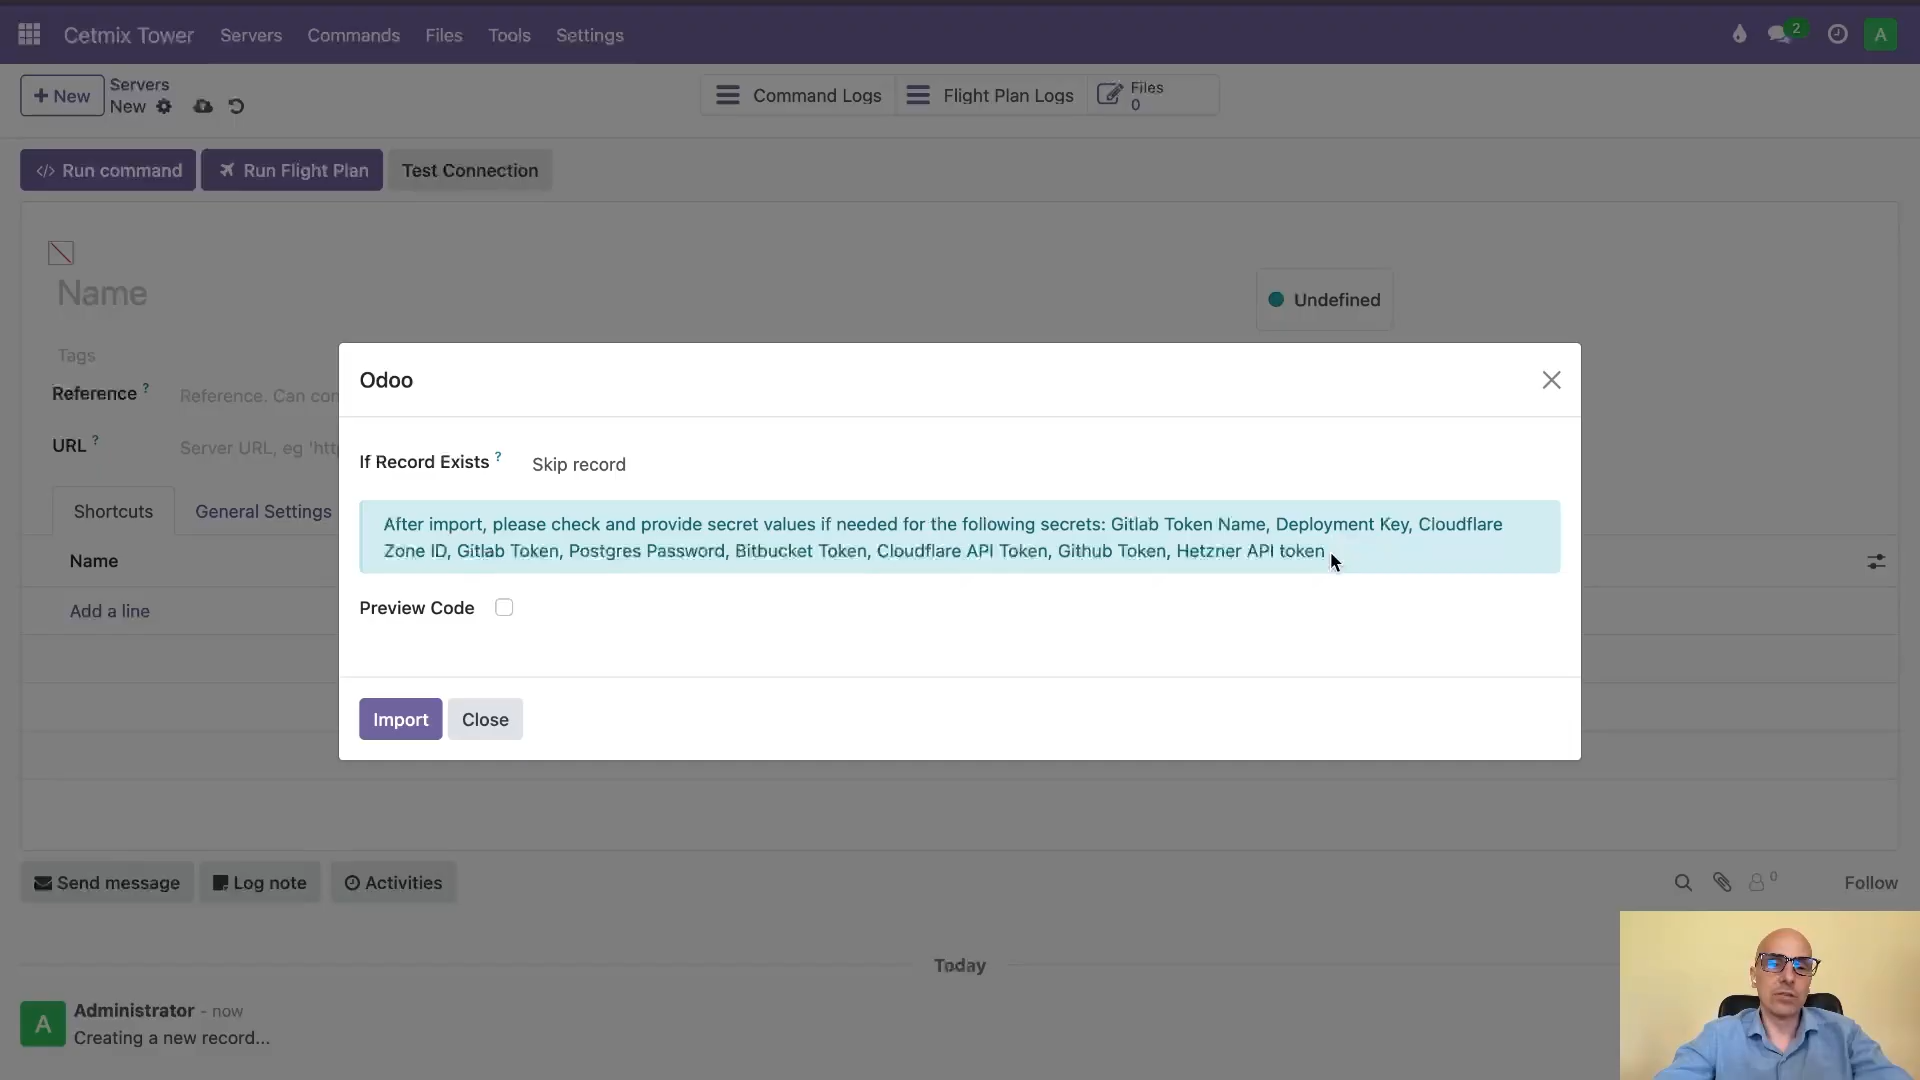 Cetmix Tower Servers Commands Files Tools Settings 2 A
New
Servers
New
Command Logs
Flight Plan Logs
Files
0
Run command
Run Flight Plan
Test Connection
Name
Undefined
Tags
Reference ? Reference. Can con
URL ? Server URL, eg 'htt
Shortcuts
General Settings
Name
Add a line
Odoo
If Record Exists ? Skip record
After import, please check and provide secret values if needed for the following secrets: Gitlab Token Name, Deployment Key, Cloudflare
Zone ID, Gitlab Token, Postgres Password, Bitbucket Token, Cloudflare API Token, Github Token, Hetzner API token
Preview Code
Import
Close
Send message
Log note
Activities
0
Follow
Today
A
Administrator - now
Creating a new record...